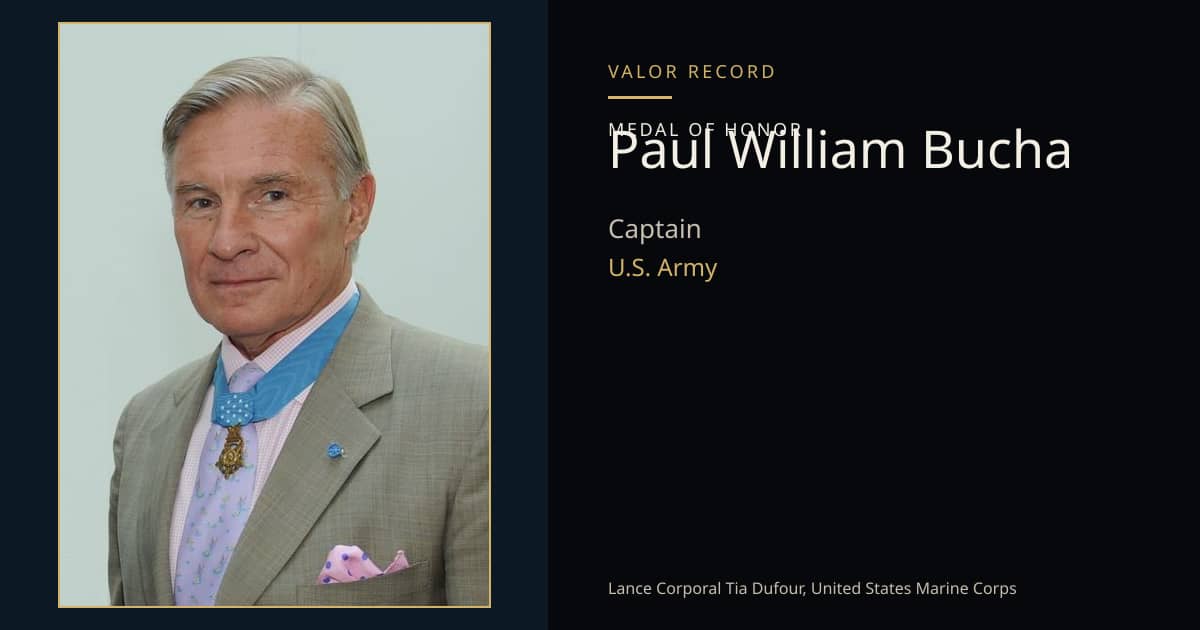 VALOR RECORD
MEDAL OF HONOR
Paul William Bucha
Captain
U.S. Army
Lance Corporal Tia Dufour, United States Marine Corps